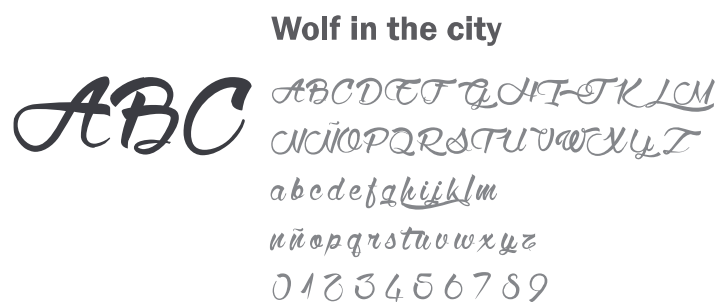 Wolf in the city
ABC
ABCDEFGHIJKLM
NÑOPQRSTUVWXYZ
abcdefghijklm
nñopqrstuvwxyz
0123456789